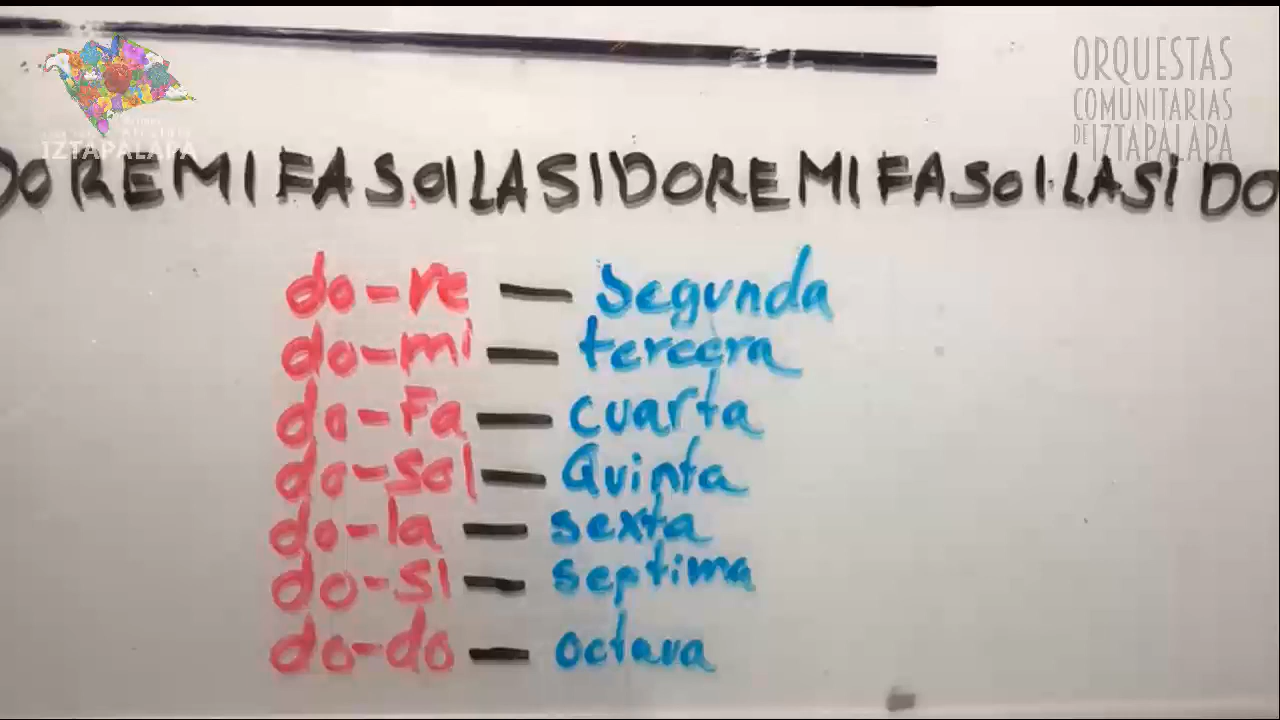 ORQUESTAS
COMUNITARIAS
DE IZTAPALAPA
IZTAPALAPA
DO RE MI FA SOl LA SI DO RE MI FA SOl LA SI DO
do-re — Segunda
do-mi — tercera
do-Fa — cuarta
do-sol — Quinta
do-la — sexta
do-si — septima
do-do — octava